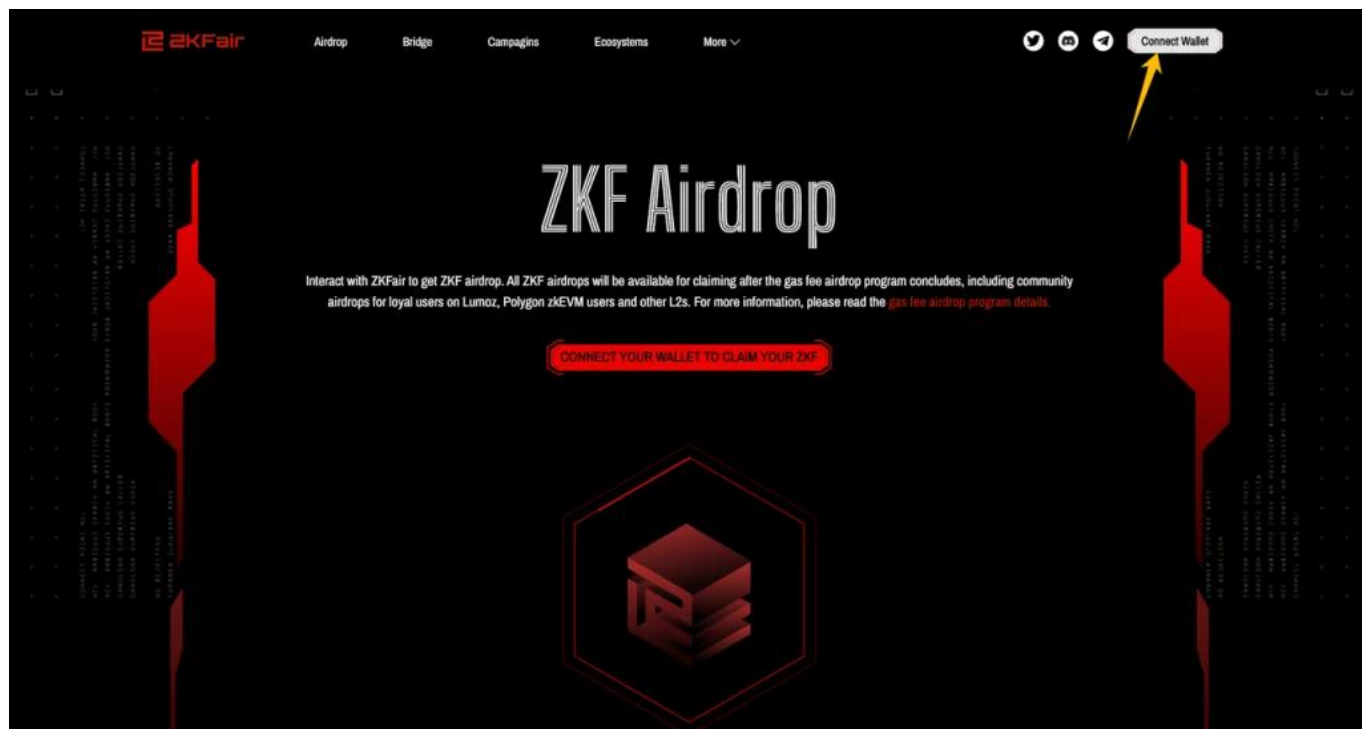 ZKFair
Airdrop
Bridge
Campagins
Ecosystems
More
Connect Wallet
ZKF Airdrop
Interact with ZKFair to get ZKF airdrop. All ZKF airdrops will be available for claiming after the gas fee airdrop program concludes, including community
airdrops for loyal users on Lumoz, Polygon zkEVM users and other L2s. For more information, please read the gas fee airdrop program details.
CONNECT YOUR WALLET TO CLAIM YOUR ZKF